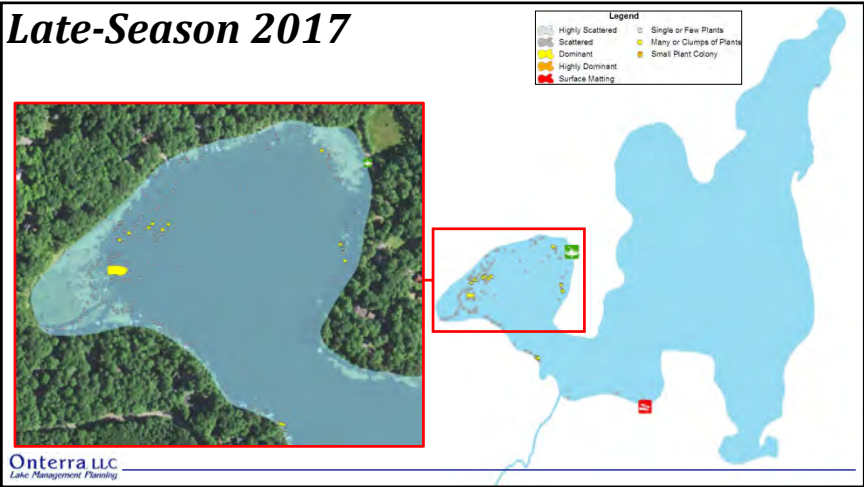 Late-Season 2017
Legend
Highly Scattered
Scattered
Dominant
Highly Dominant
Surface Matting
Single or Few Plants
Many or Clumps of Plants
Small Plant Colony
Onterra LLC
Lake Management Planning